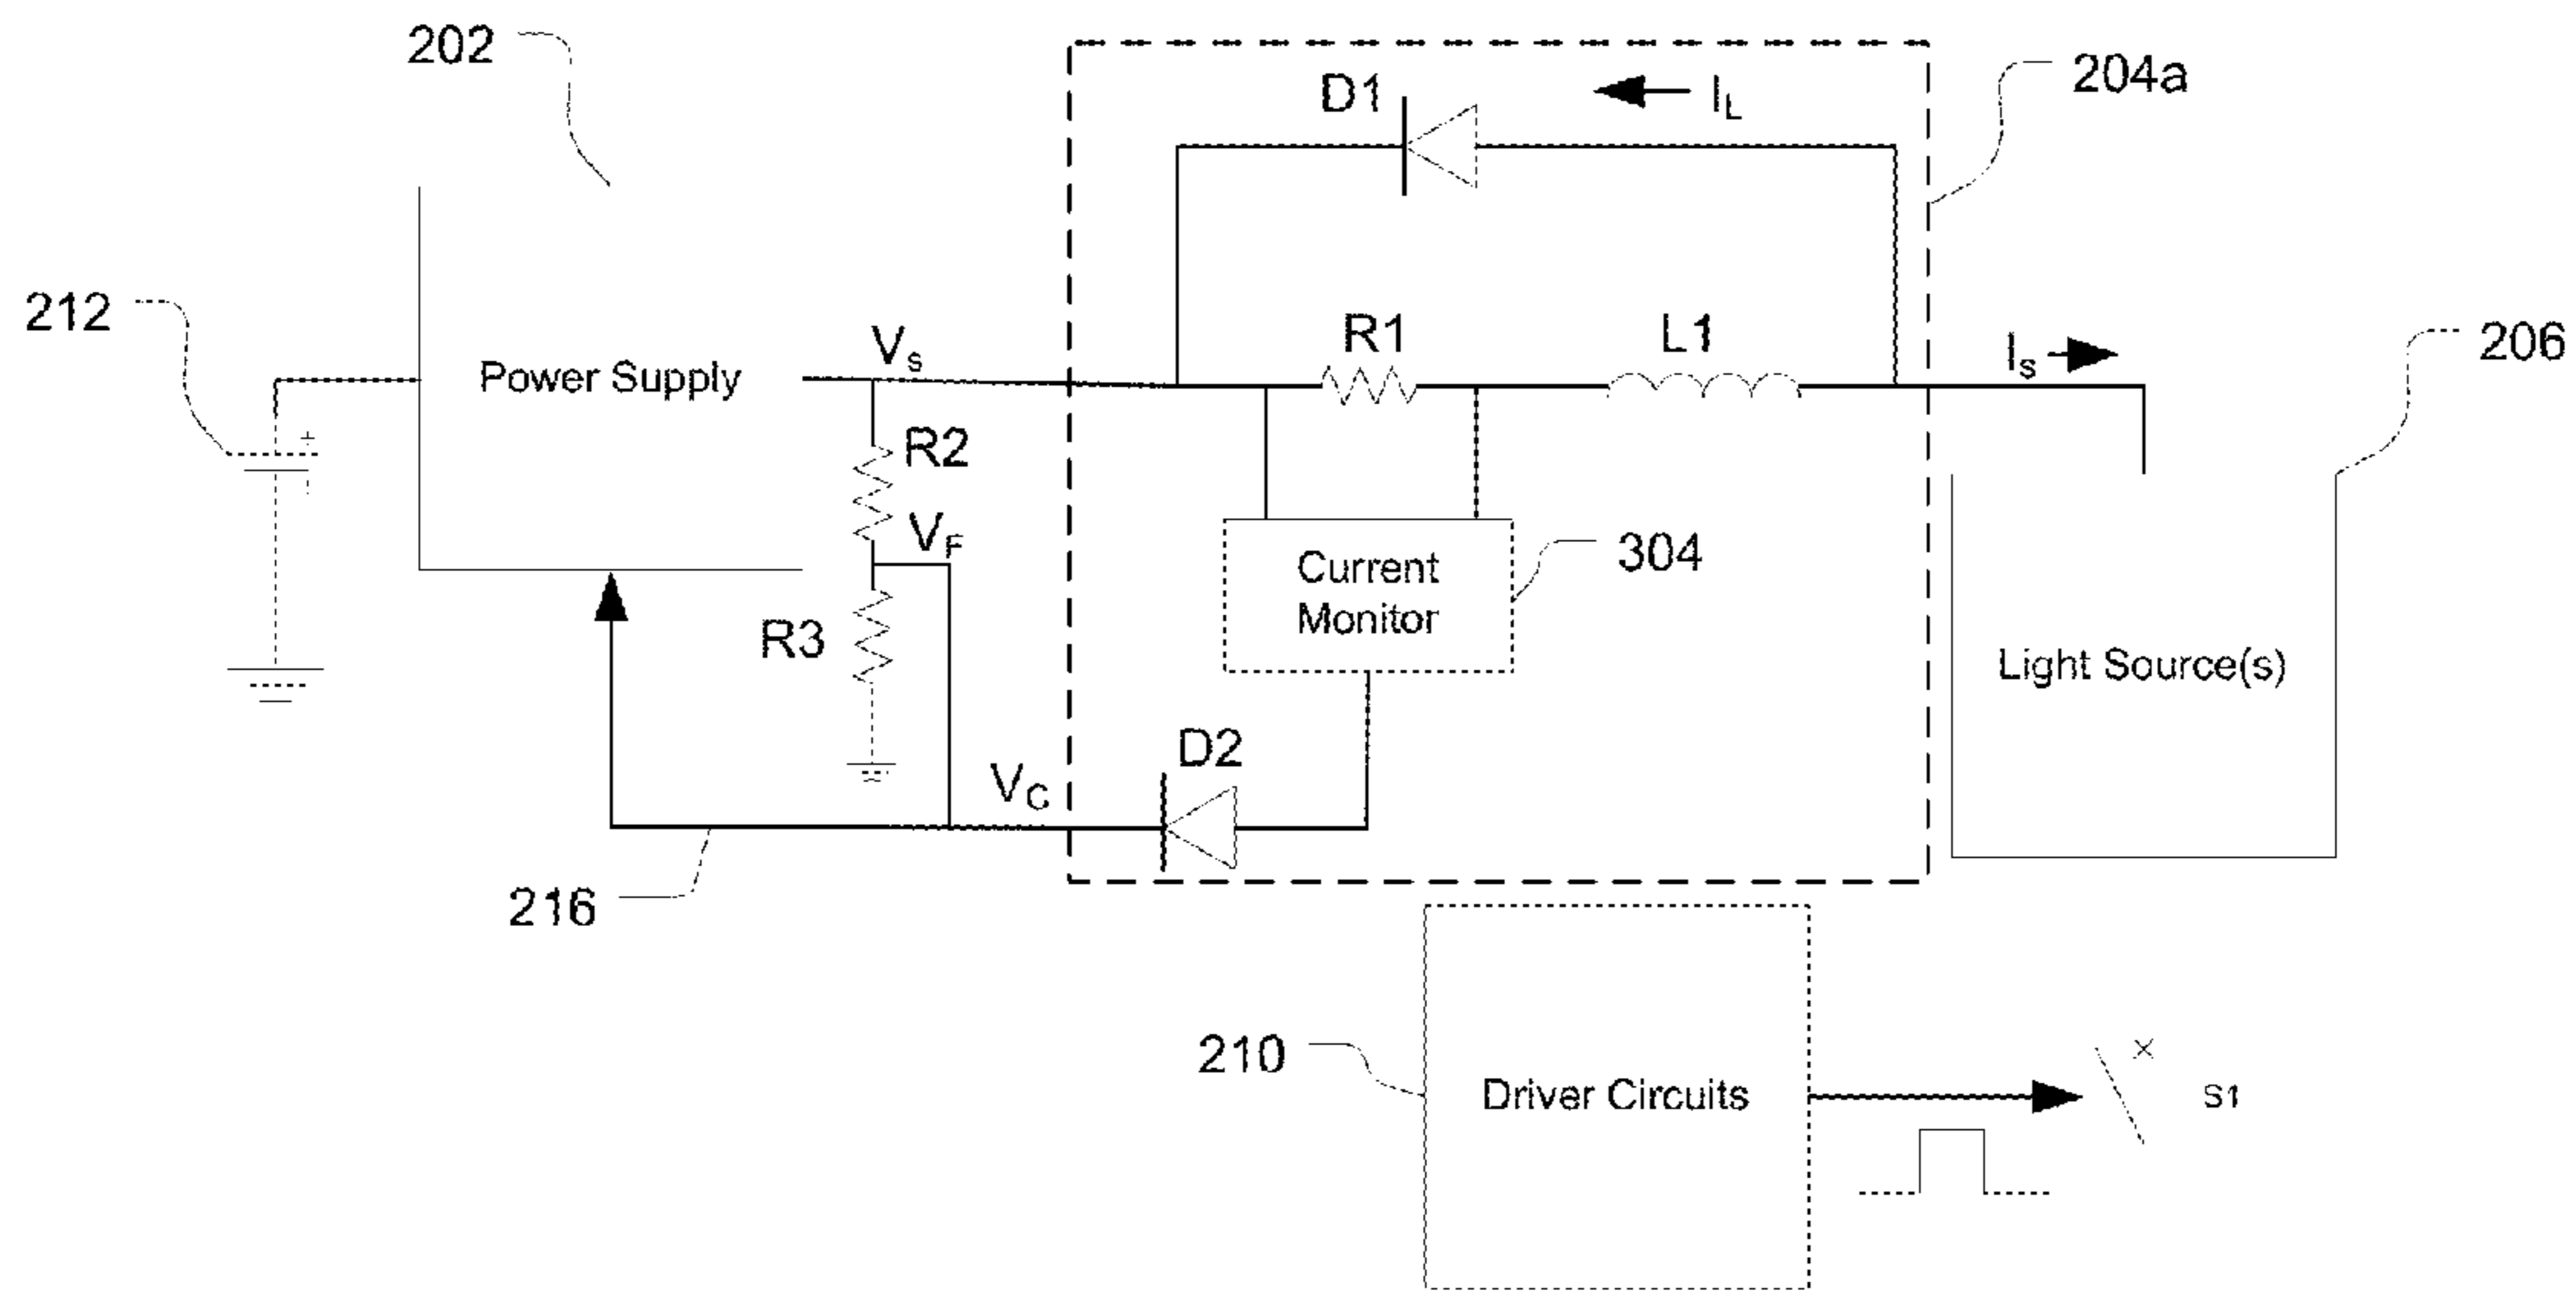 202
204a
D1
I_L
212
V_s
R1
L1
I_s
206
Power Supply
+
−
R2
V_F
Current
Monitor
304
R3
Light Source(s)
D2
V_C
216
210
Driver Circuits
S1